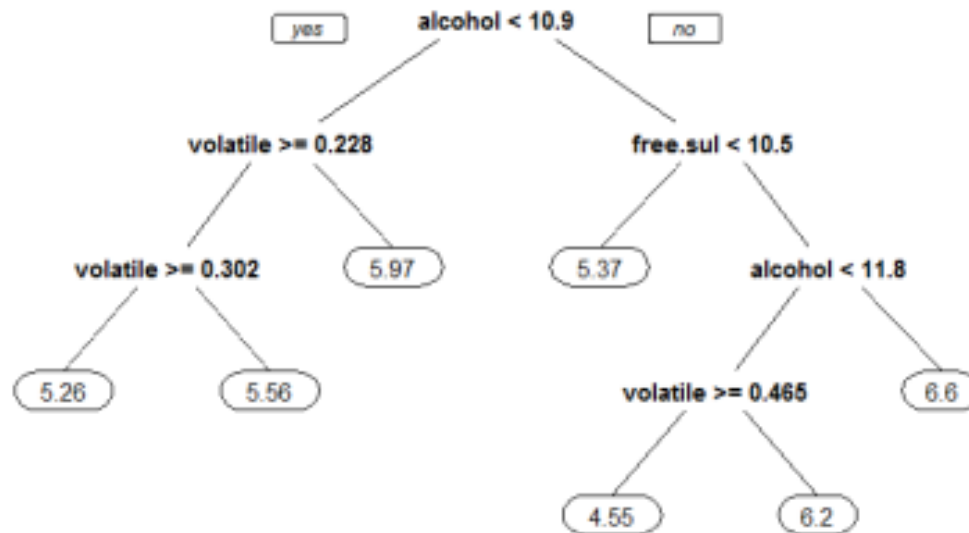 yes alcohol < 10.9 no
volatile >= 0.228 free.sul < 10.5
volatile >= 0.302 5.97 5.37 alcohol < 11.8
5.26 5.56 volatile >= 0.465 6.6
4.55 6.2